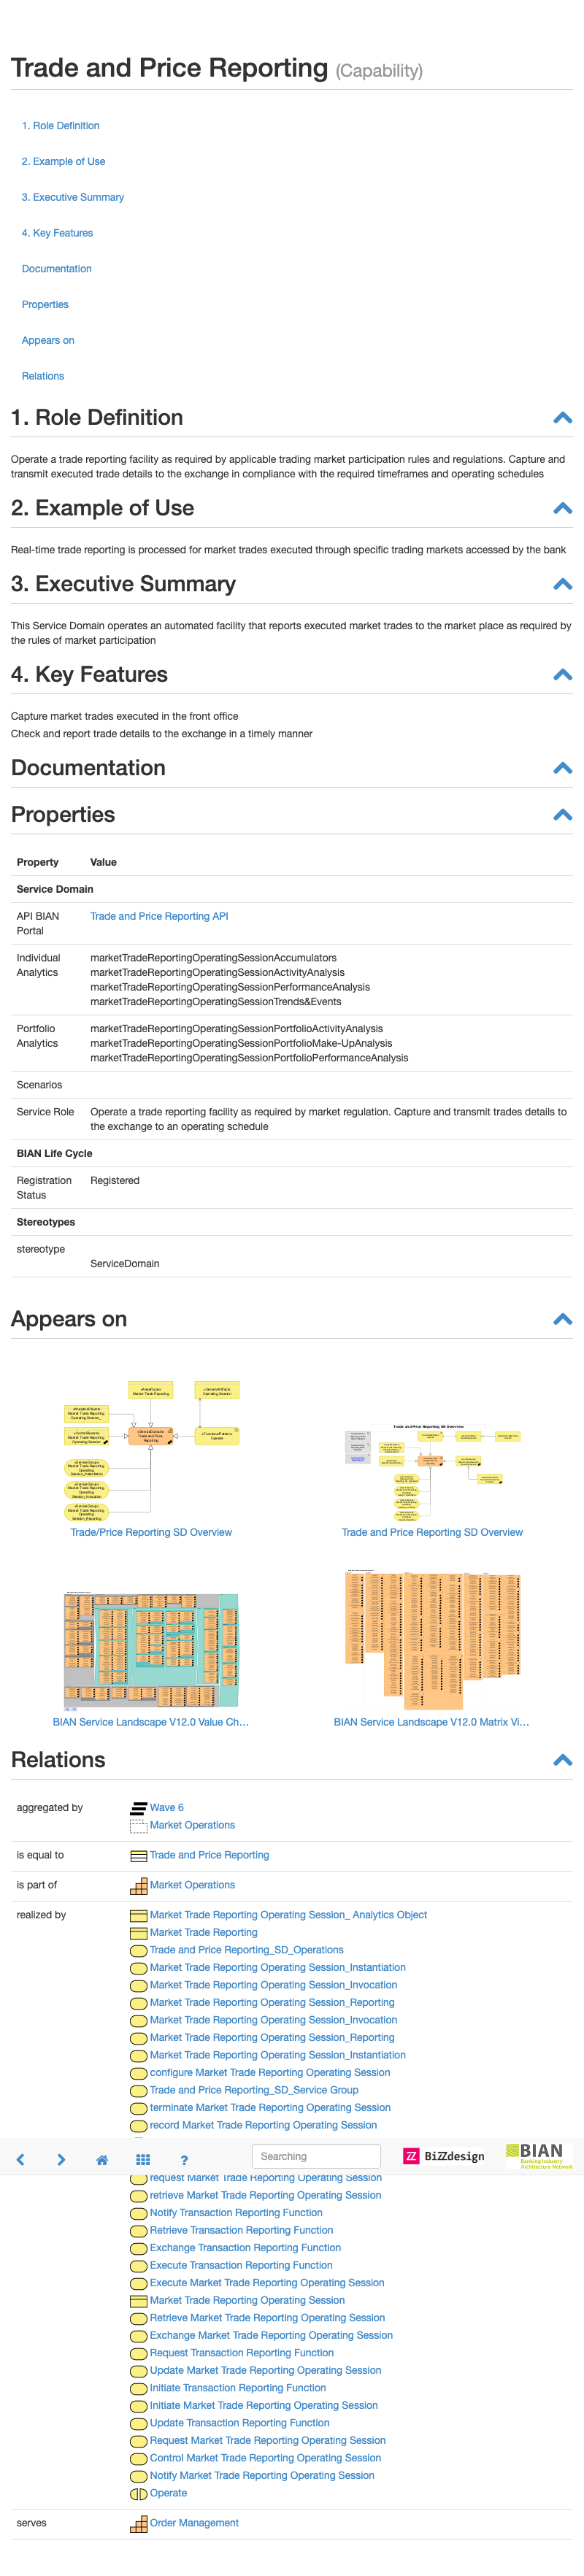 Trade and Price Reporting (Capability)
1. Role Definition
2. Example of Use
3. Executive Summary
4. Key Features
Documentation
Properties
Appears on
Relations
1. Role Definition
Operate a trade reporting facility as required by applicable trading market participation rules and regulations. Capture and
transmit executed trade details to the exchange in compliance with the required timeframes and operating schedules
2. Example of Use
Real-time trade reporting is processed for market trades executed through specific trading markets accessed by the bank
3. Executive Summary
This Service Domain operates an automated facility that reports executed market trades to the market place as required by
the rules of market participation
4. Key Features
Capture market trades executed in the front office
Check and report trade details to the exchange in a timely manner
Documentation
Properties
Property Value
Service Domain
API BIAN Trade and Price Reporting API
Portal
Individual marketTradeReportingOperatingSessionAccumulators
Analytics marketTradeReportingOperatingSessionActivityAnalysis
marketTradeReportingOperatingSessionPerformanceAnalysis
marketTradeReportingOperatingSessionTrends&Events
Portfolio marketTradeReportingOperatingSessionPortfolioActivityAnalysis
Analytics marketTradeReportingOperatingSessionPortfolioMake-UpAnalysis
marketTradeReportingOperatingSessionPortfolioPerformanceAnalysis
Scenarios
Service Role Operate a trade reporting facility as required by market regulation. Capture and transmit trades details to
the exchange to an operating schedule
BIAN Life Cycle
Registration Registered
Status
Stereotypes
stereotype
ServiceDomain
Appears on
Trade and Price Reporting SD Overview
Trade/Price Reporting SD Overview
Trade and Price Reporting SD Overview
BIAN Service Landscape V12.0 Value Ch...
BIAN Service Landscape V12.0 Matrix Vi...
Relations
aggregated by Wave 6
Market Operations
is equal to Trade and Price Reporting
is part of Market Operations
realized by Market Trade Reporting Operating Session_ Analytics Object
Market Trade Reporting
Trade and Price Reporting_SD_Operations
Market Trade Reporting Operating Session_Instantiation
Market Trade Reporting Operating Session_Invocation
Market Trade Reporting Operating Session_Reporting
Market Trade Reporting Operating Session_Invocation
Market Trade Reporting Operating Session_Reporting
Market Trade Reporting Operating Session_Instantiation
configure Market Trade Reporting Operating Session
Trade and Price Reporting_SD_Service Group
terminate Market Trade Reporting Operating Session
record Market Trade Reporting Operating Session
? Searching BiZZdesign BIAN
Banking Industry
Architecture Network
request Market Trade Reporting Operating Session
retrieve Market Trade Reporting Operating Session
Notify Transaction Reporting Function
Retrieve Transaction Reporting Function
Exchange Transaction Reporting Function
Execute Transaction Reporting Function
Execute Market Trade Reporting Operating Session
Market Trade Reporting Operating Session
Retrieve Market Trade Reporting Operating Session
Exchange Market Trade Reporting Operating Session
Request Transaction Reporting Function
Update Market Trade Reporting Operating Session
Initiate Transaction Reporting Function
Initiate Market Trade Reporting Operating Session
Update Transaction Reporting Function
Request Market Trade Reporting Operating Session
Control Market Trade Reporting Operating Session
Notify Market Trade Reporting Operating Session
Operate
serves Order Management